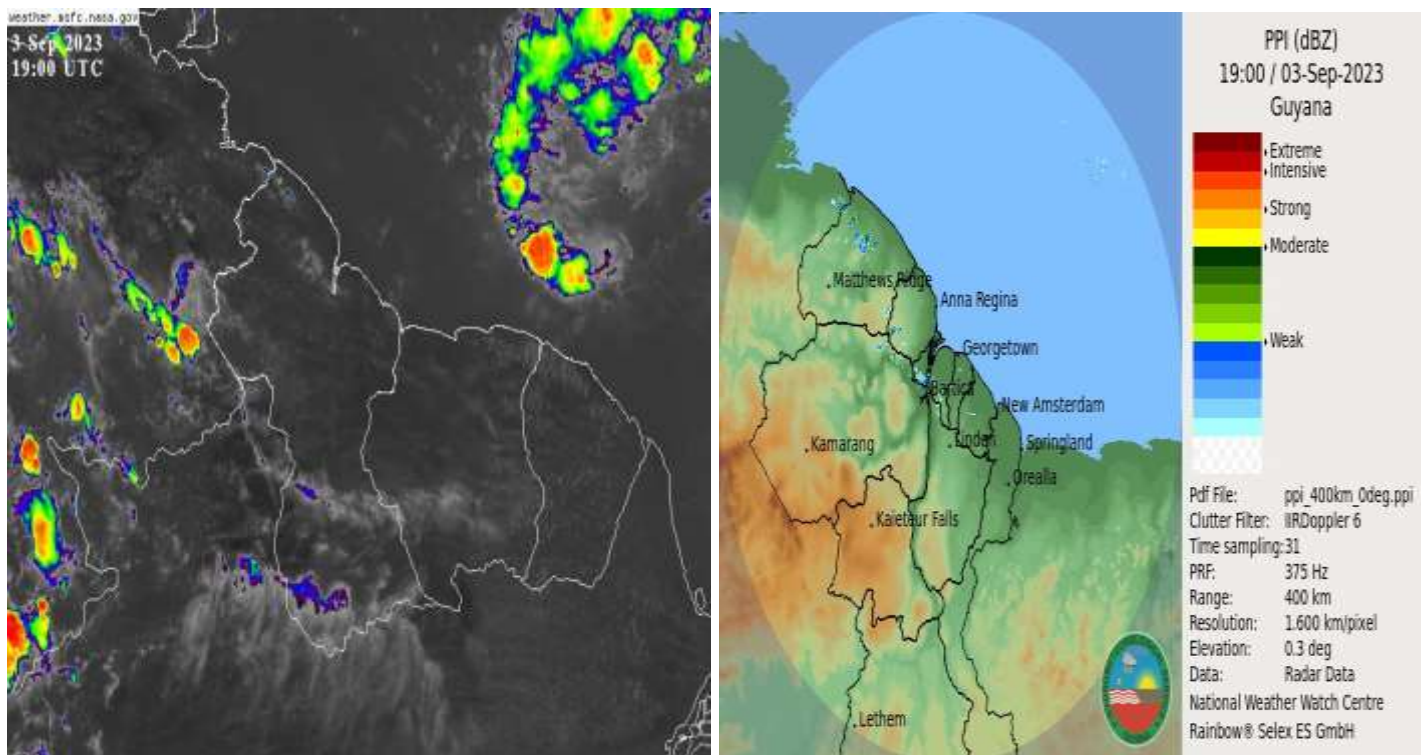 weather.msfc.nasa.gov
3 Sep 2023
19:00 UTC
Matthews Ridge
Anna Regina
Georgetown
Bartica
New Amsterdam
Kamarang
Linden
Springland
Orealla
Kaieteur Falls
Lethem
PPI (dBZ)
19:00 / 03-Sep-2023
Guyana
Extreme
Intensive
Strong
Moderate
Weak
Pdf File: ppi_400km_0deg.ppi
Clutter Filter: IIRDoppler 6
Time sampling:31
PRF: 375 Hz
Range: 400 km
Resolution: 1.600 km/pixel
Elevation: 0.3 deg
Data: Radar Data
National Weather Watch Centre
Rainbow® Selex ES GmbH